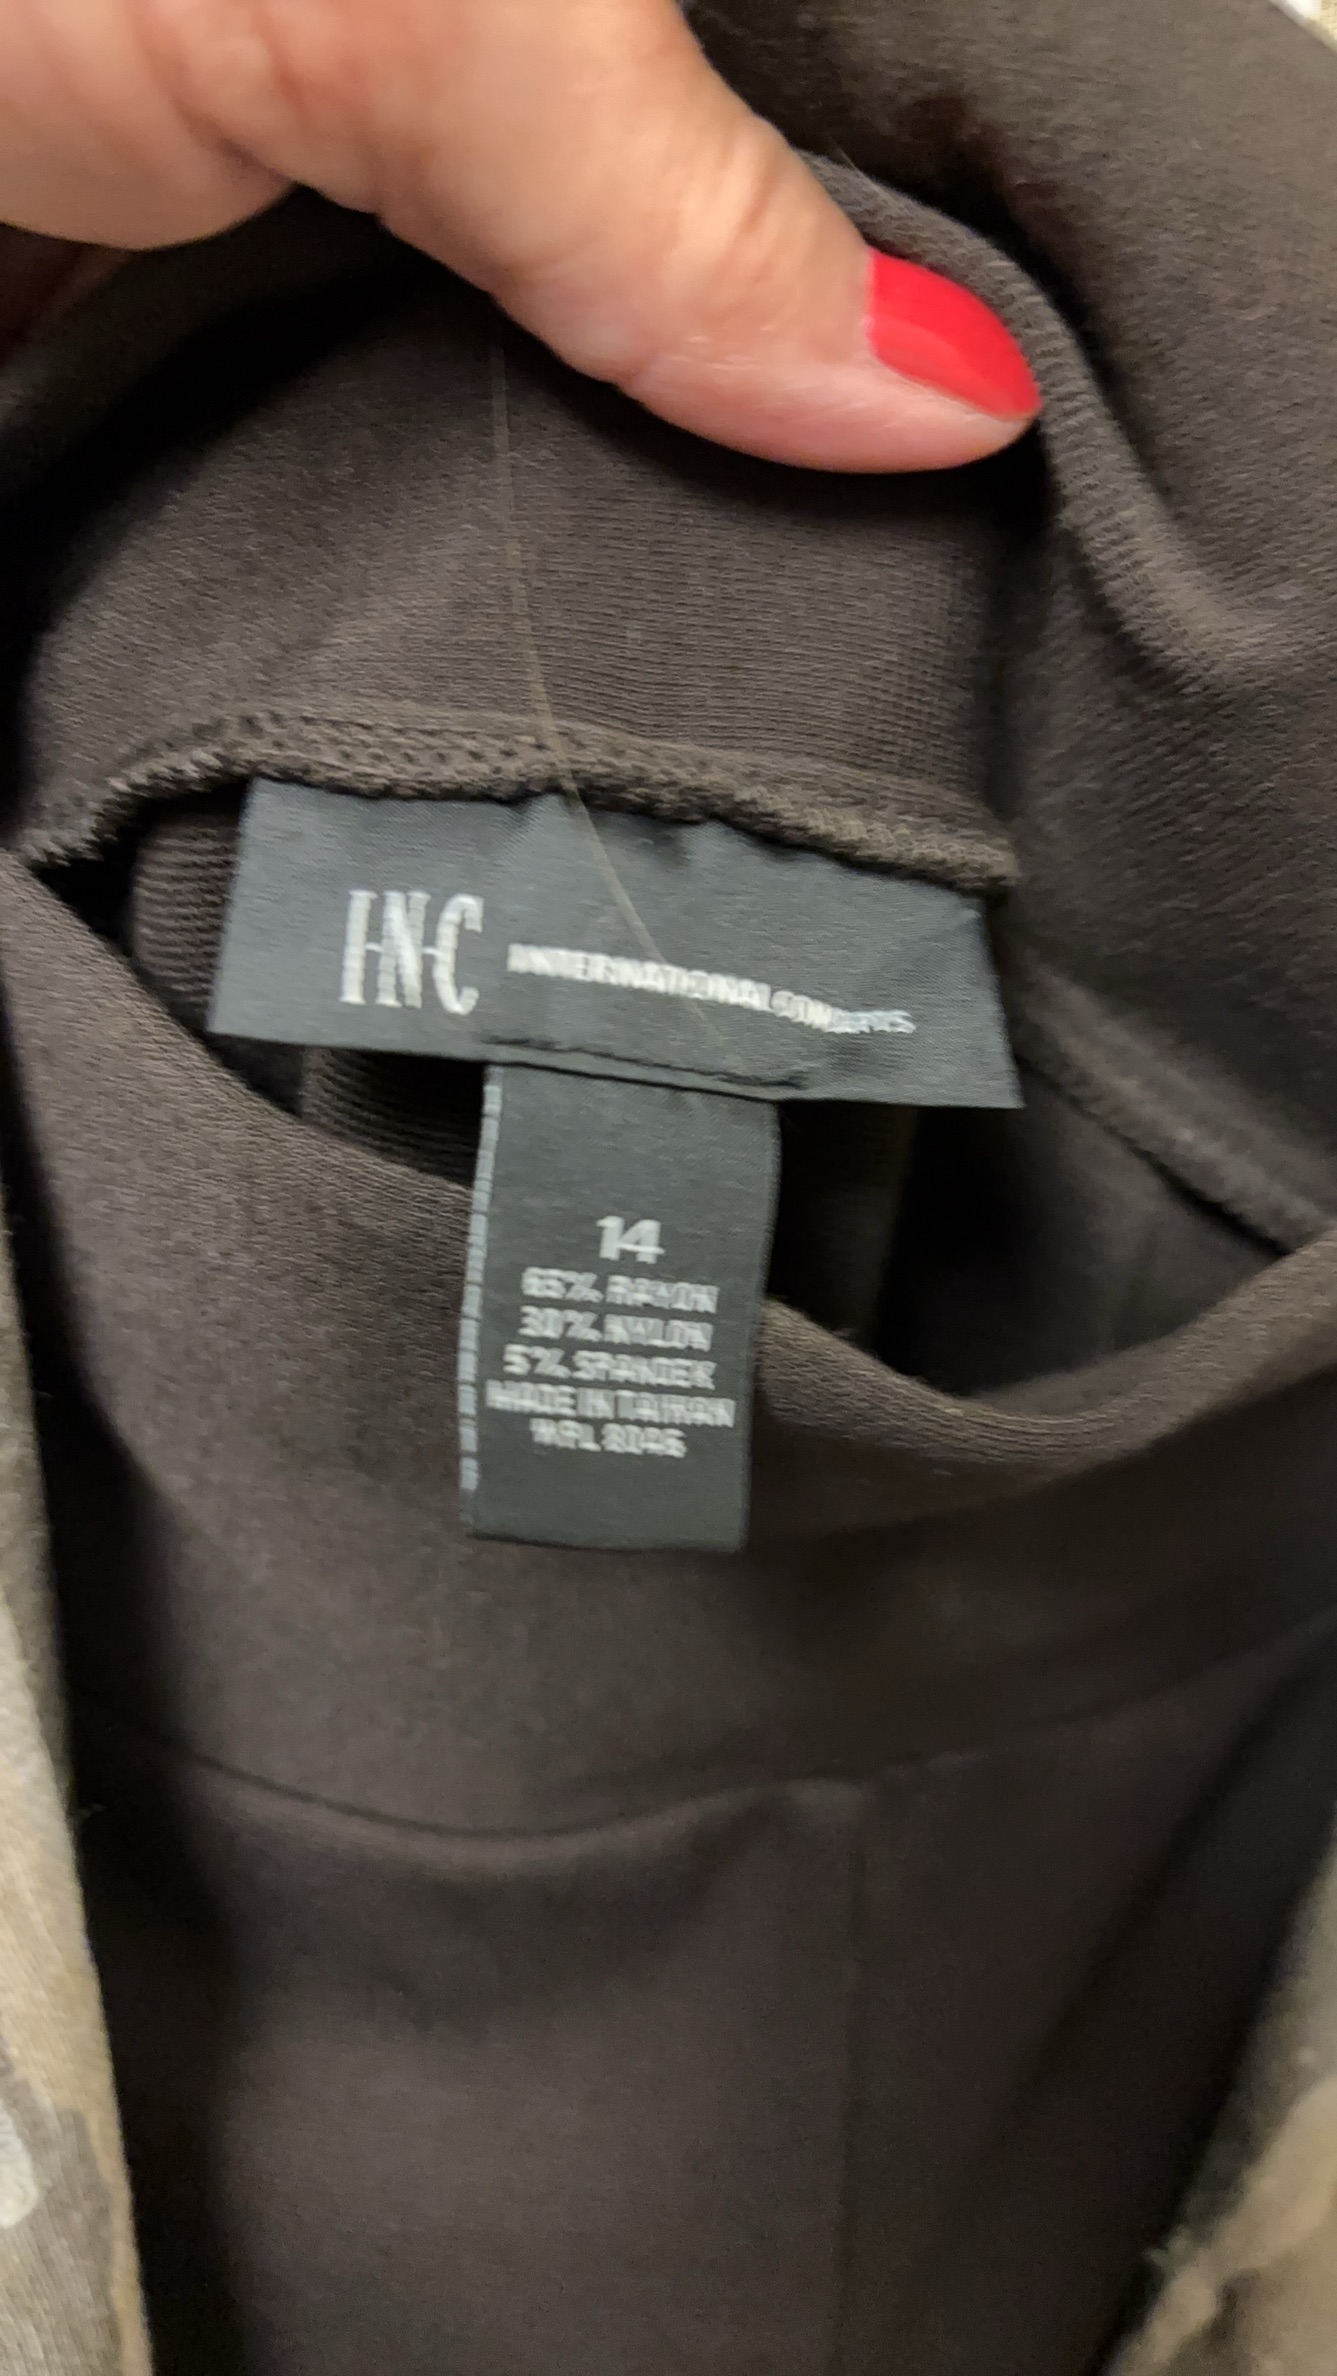 INC INTERNATIONAL CONCEPTS
14
65% RAYON
30% NYLON
5% SPANDEX
MADE IN TAIWAN
WPL 8046